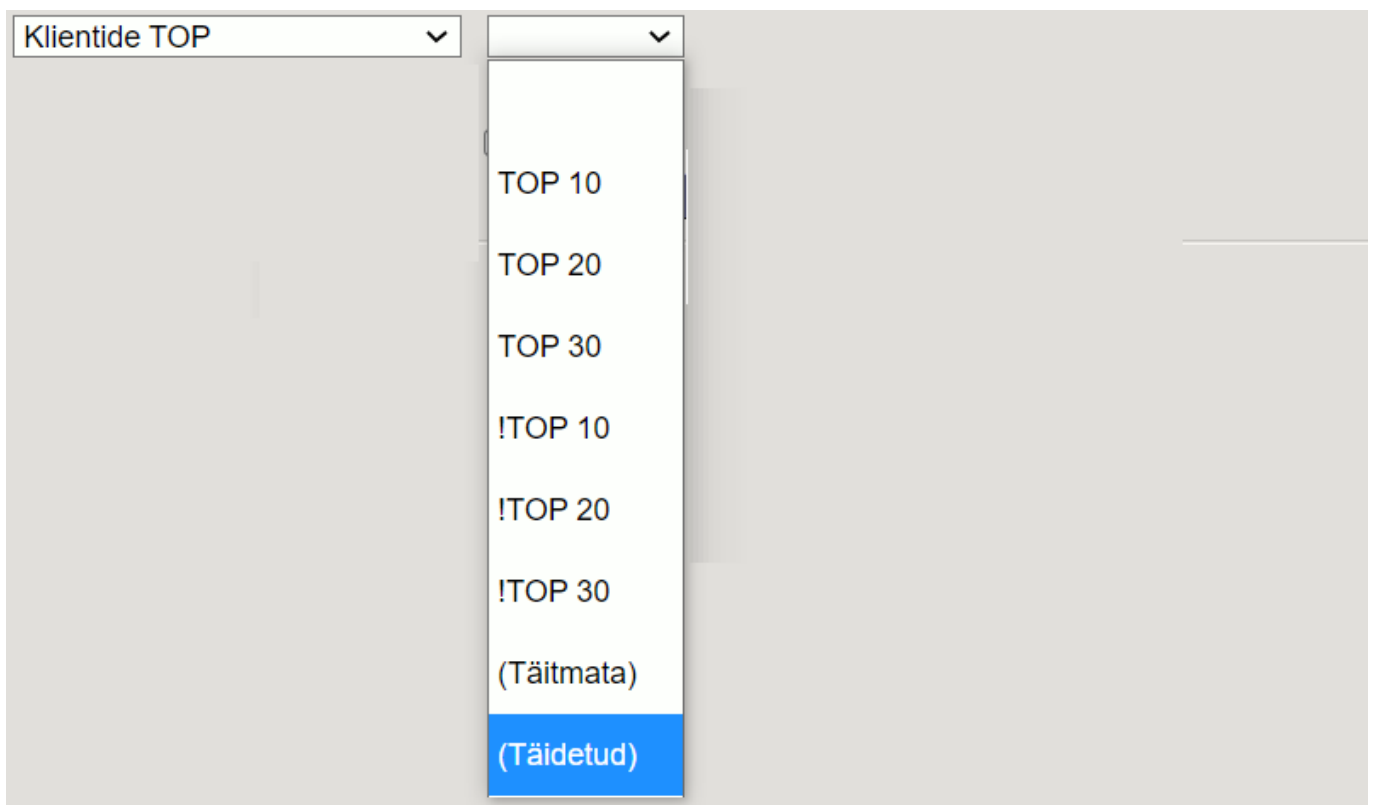 Klientide TOP
TOP 10
TOP 20
TOP 30
!TOP 10
!TOP 20
!TOP 30
(Täitmata)
(Täidetud)